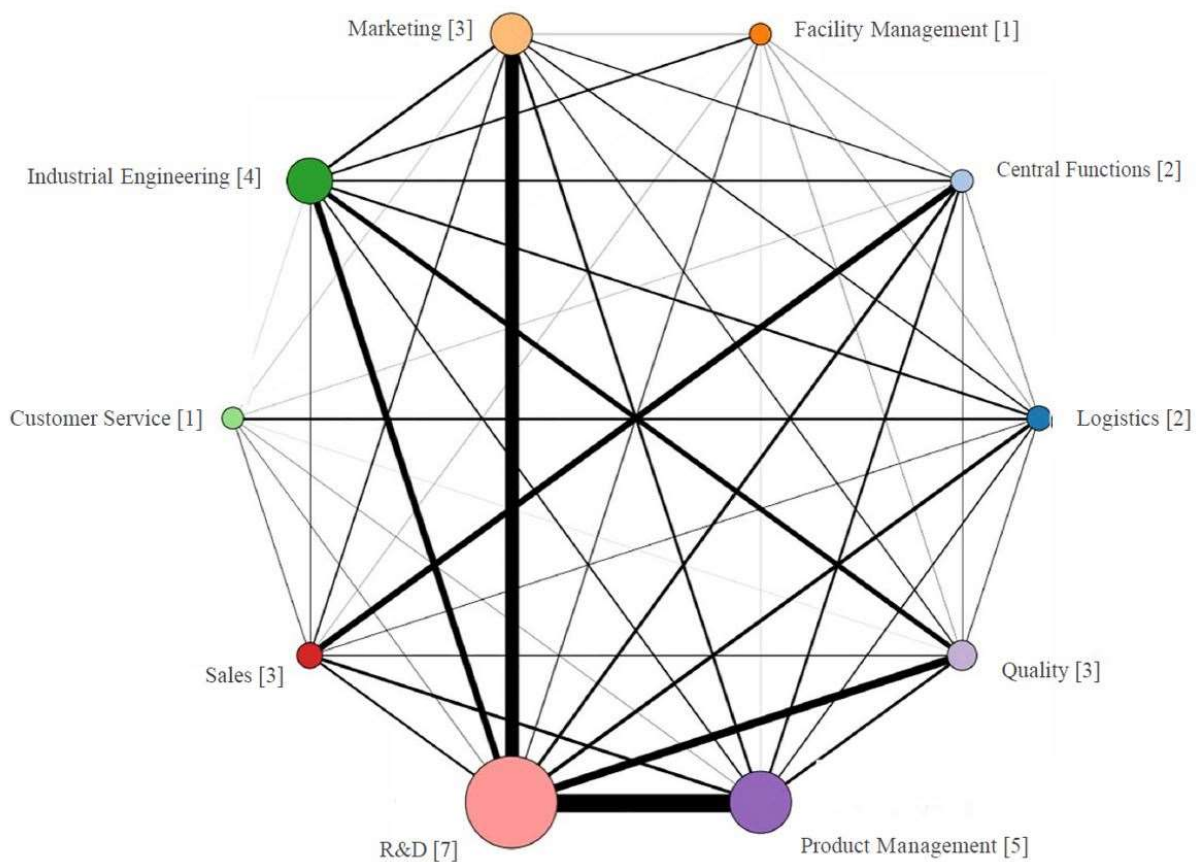 Marketing [3]
Facility Management [1]
Industrial Engineering [4]
Central Functions [2]
Customer Service [1]
Logistics [2]
Sales [3]
Quality [3]
R&D [7]
Product Management [5]